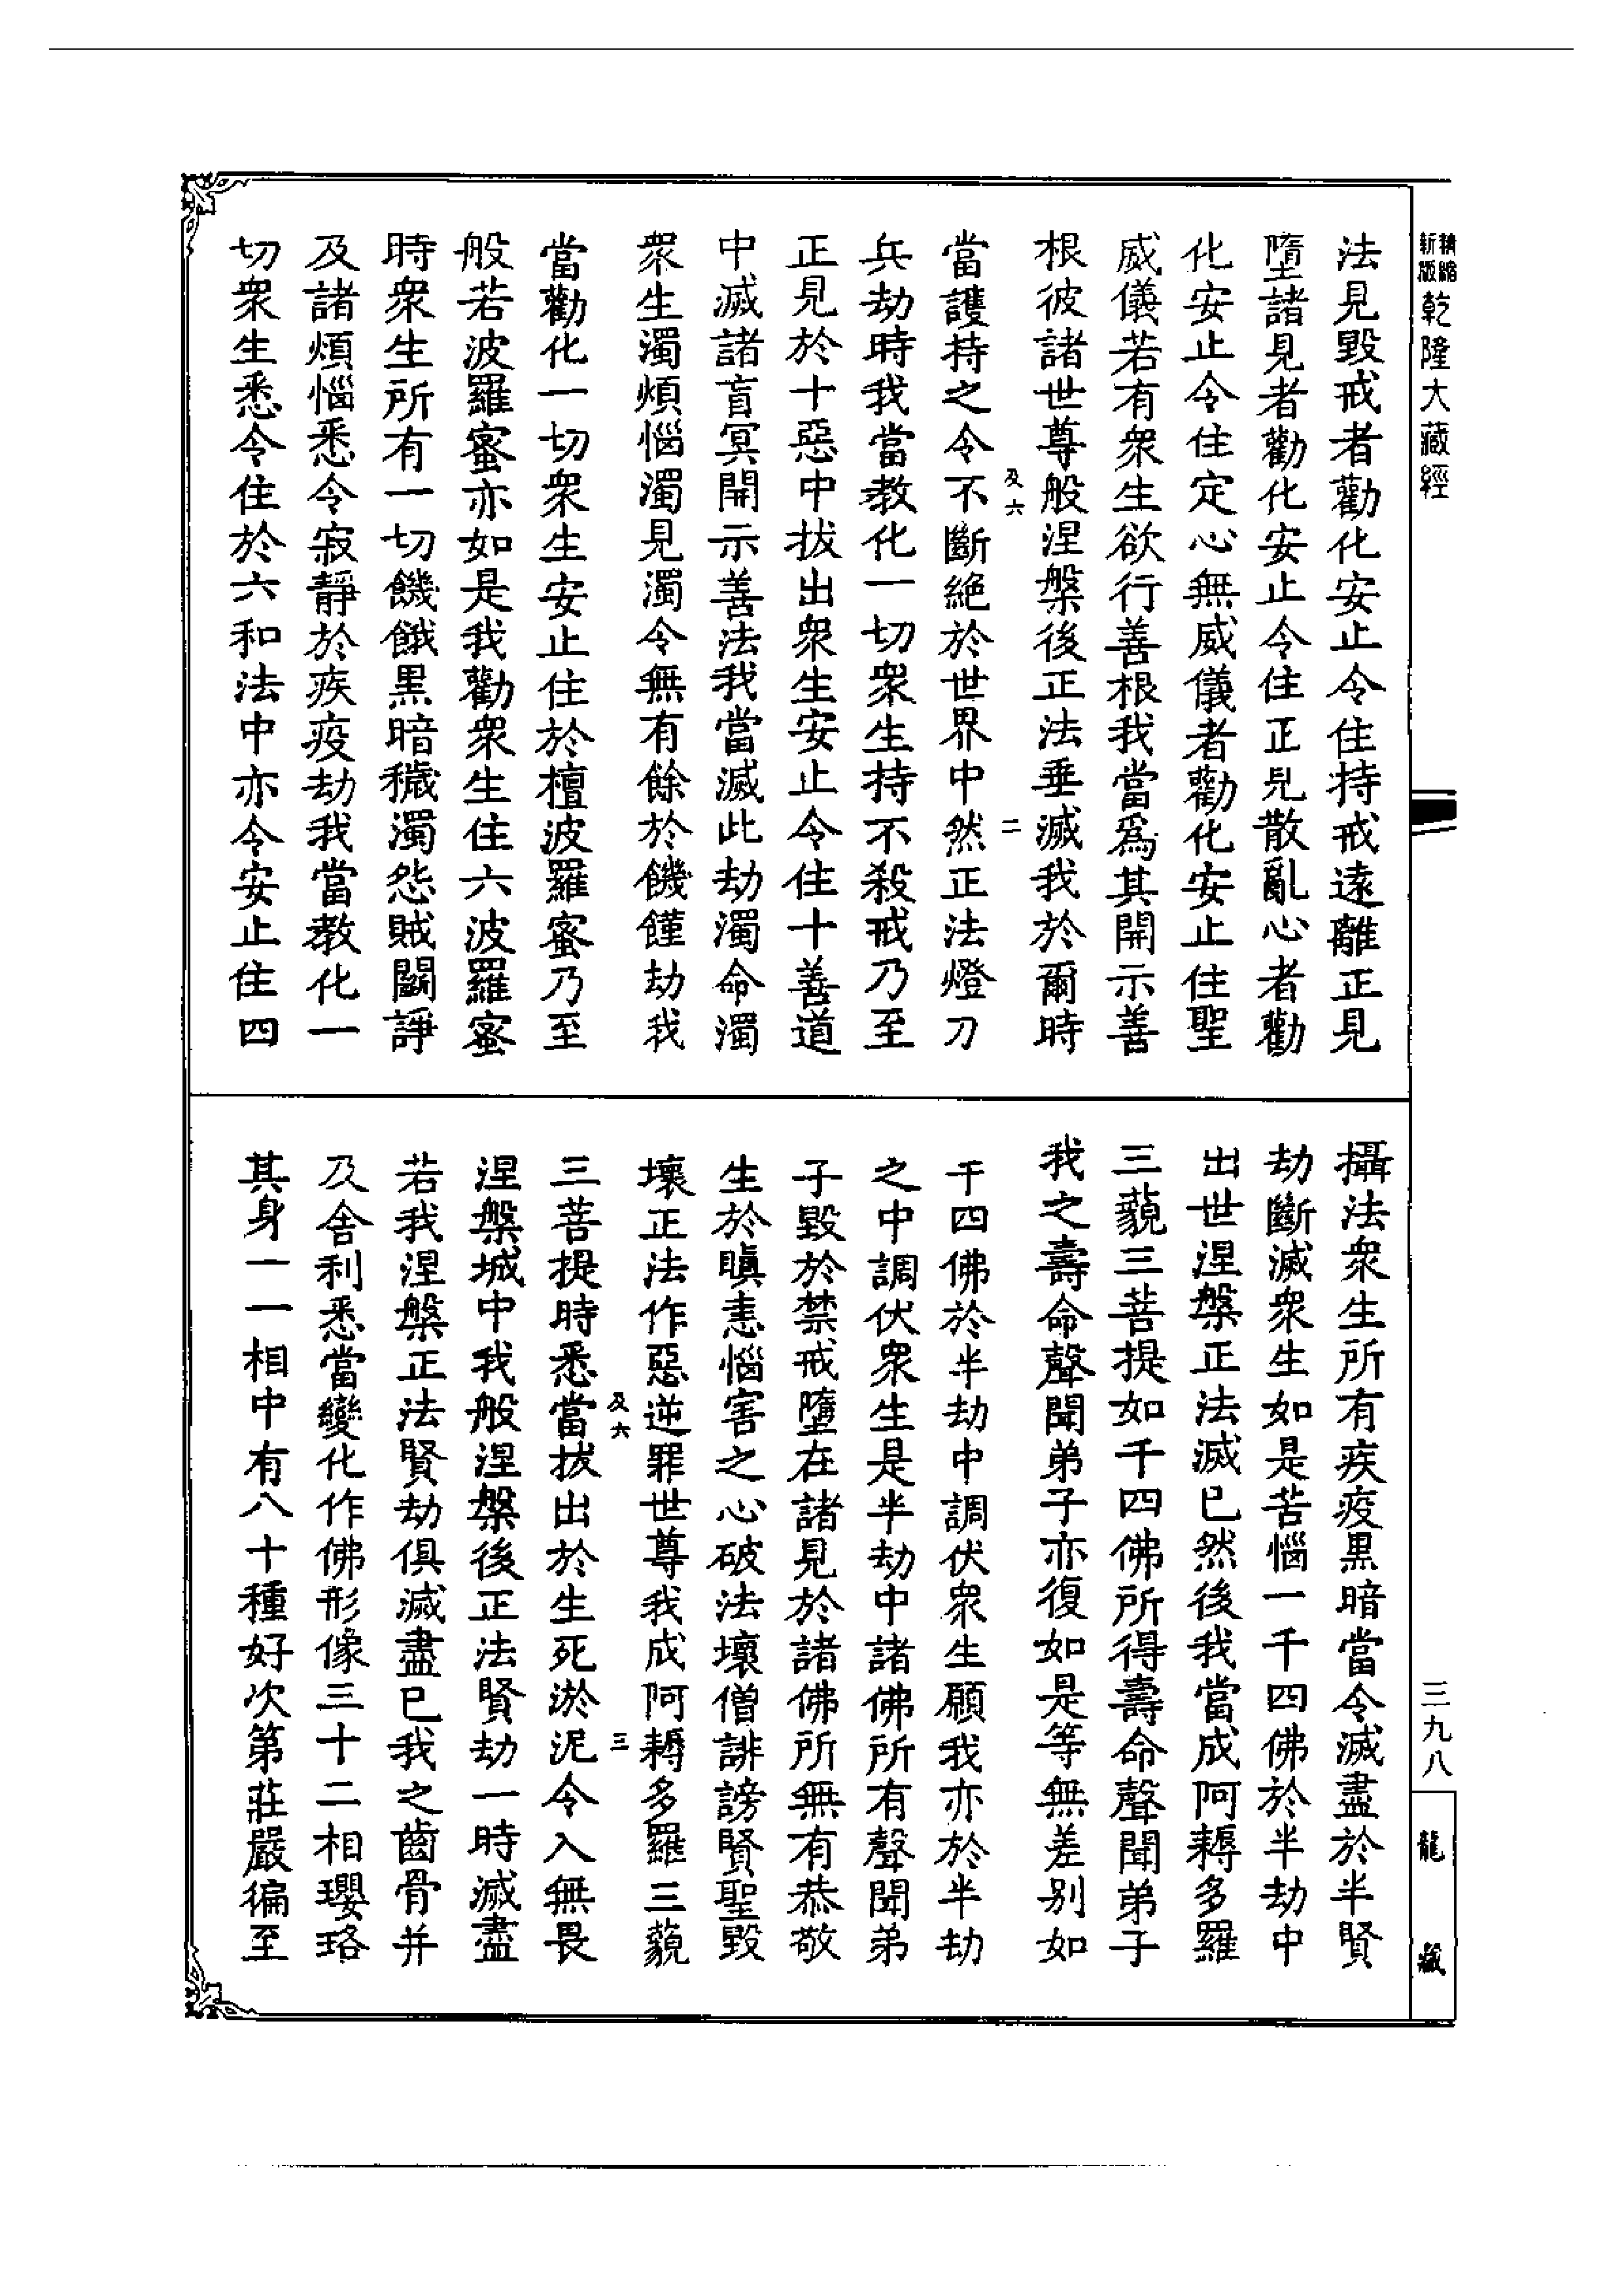 精縮
新版
乾隆大藏經
三九八
龍藏
法見毀戒者勸化安止令住持戒遠離正見
墮諸見者勸化安止令住正見散亂心者勸
化安止令住定心無威儀者勸化安止住聖
威儀若有衆生欲行善根我當爲其開示善
根彼諸世尊般涅槃後正法垂滅我於爾時
及六
二
當護持之令不斷絕於世界中然正法燈刀
兵劫時我當教化一切衆生持不殺戒乃至
正見於十惡中拔出衆生安止令住十善道
中滅諸盲冥開示善法我當滅此劫濁命濁
衆生濁煩惱濁見濁令無有餘於饑饉劫我
當勸化一切衆生安止住於檀波羅蜜乃至
般若波羅蜜亦如是我勸衆生住六波羅蜜
時衆生所有一切饑餓黑暗穢濁怨賊鬬諍
及諸煩惱悉令寂靜於疾疫劫我當教化一
切衆生悉令住於六和法中亦令安止住四
攝法衆生所有疾疫黑暗當令滅盡於半賢
劫斷滅衆生如是苦惱一千四佛於半劫中
出世涅槃正法滅已然後我當成阿耨多羅
三藐三菩提如千四佛所得壽命聲聞弟子
我之壽命聲聞弟子亦復如是等無差別如
千四佛於半劫中調伏衆生願我亦於半劫
之中調伏衆生是半劫中諸佛所有聲聞弟
子毀於禁戒墮在諸見於諸佛所無有恭敬
生於瞋恚惱害之心破法壞僧誹謗賢聖毀
壞正法作惡逆罪世尊我成阿耨多羅三藐
及六
三
三菩提時悉當拔出於生死淤泥令入無畏
涅槃城中我般涅槃後正法賢劫一時滅盡
若我涅槃正法賢劫俱滅盡已我之齒骨并
及舍利悉當變化作佛形像三十二相瓔珞
其身一一相中有八十種好次第莊嚴徧至